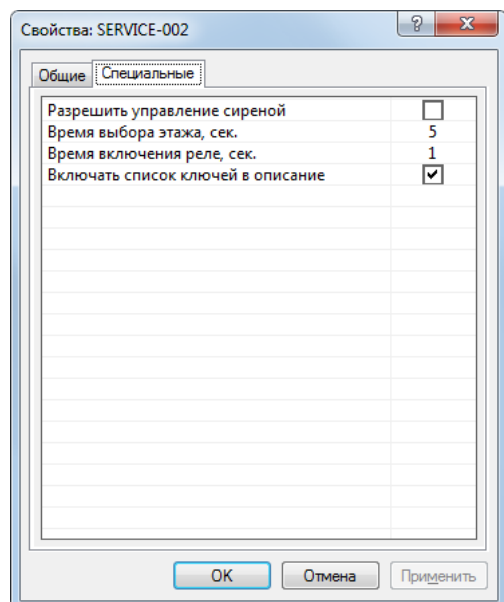 Свойства: SERVICE-002
Общие Специальные
Разрешить управление сиреной
Время выбора этажа, сек. 5
Время включения реле, сек. 1
Включать список ключей в описание
OK Отмена Применить